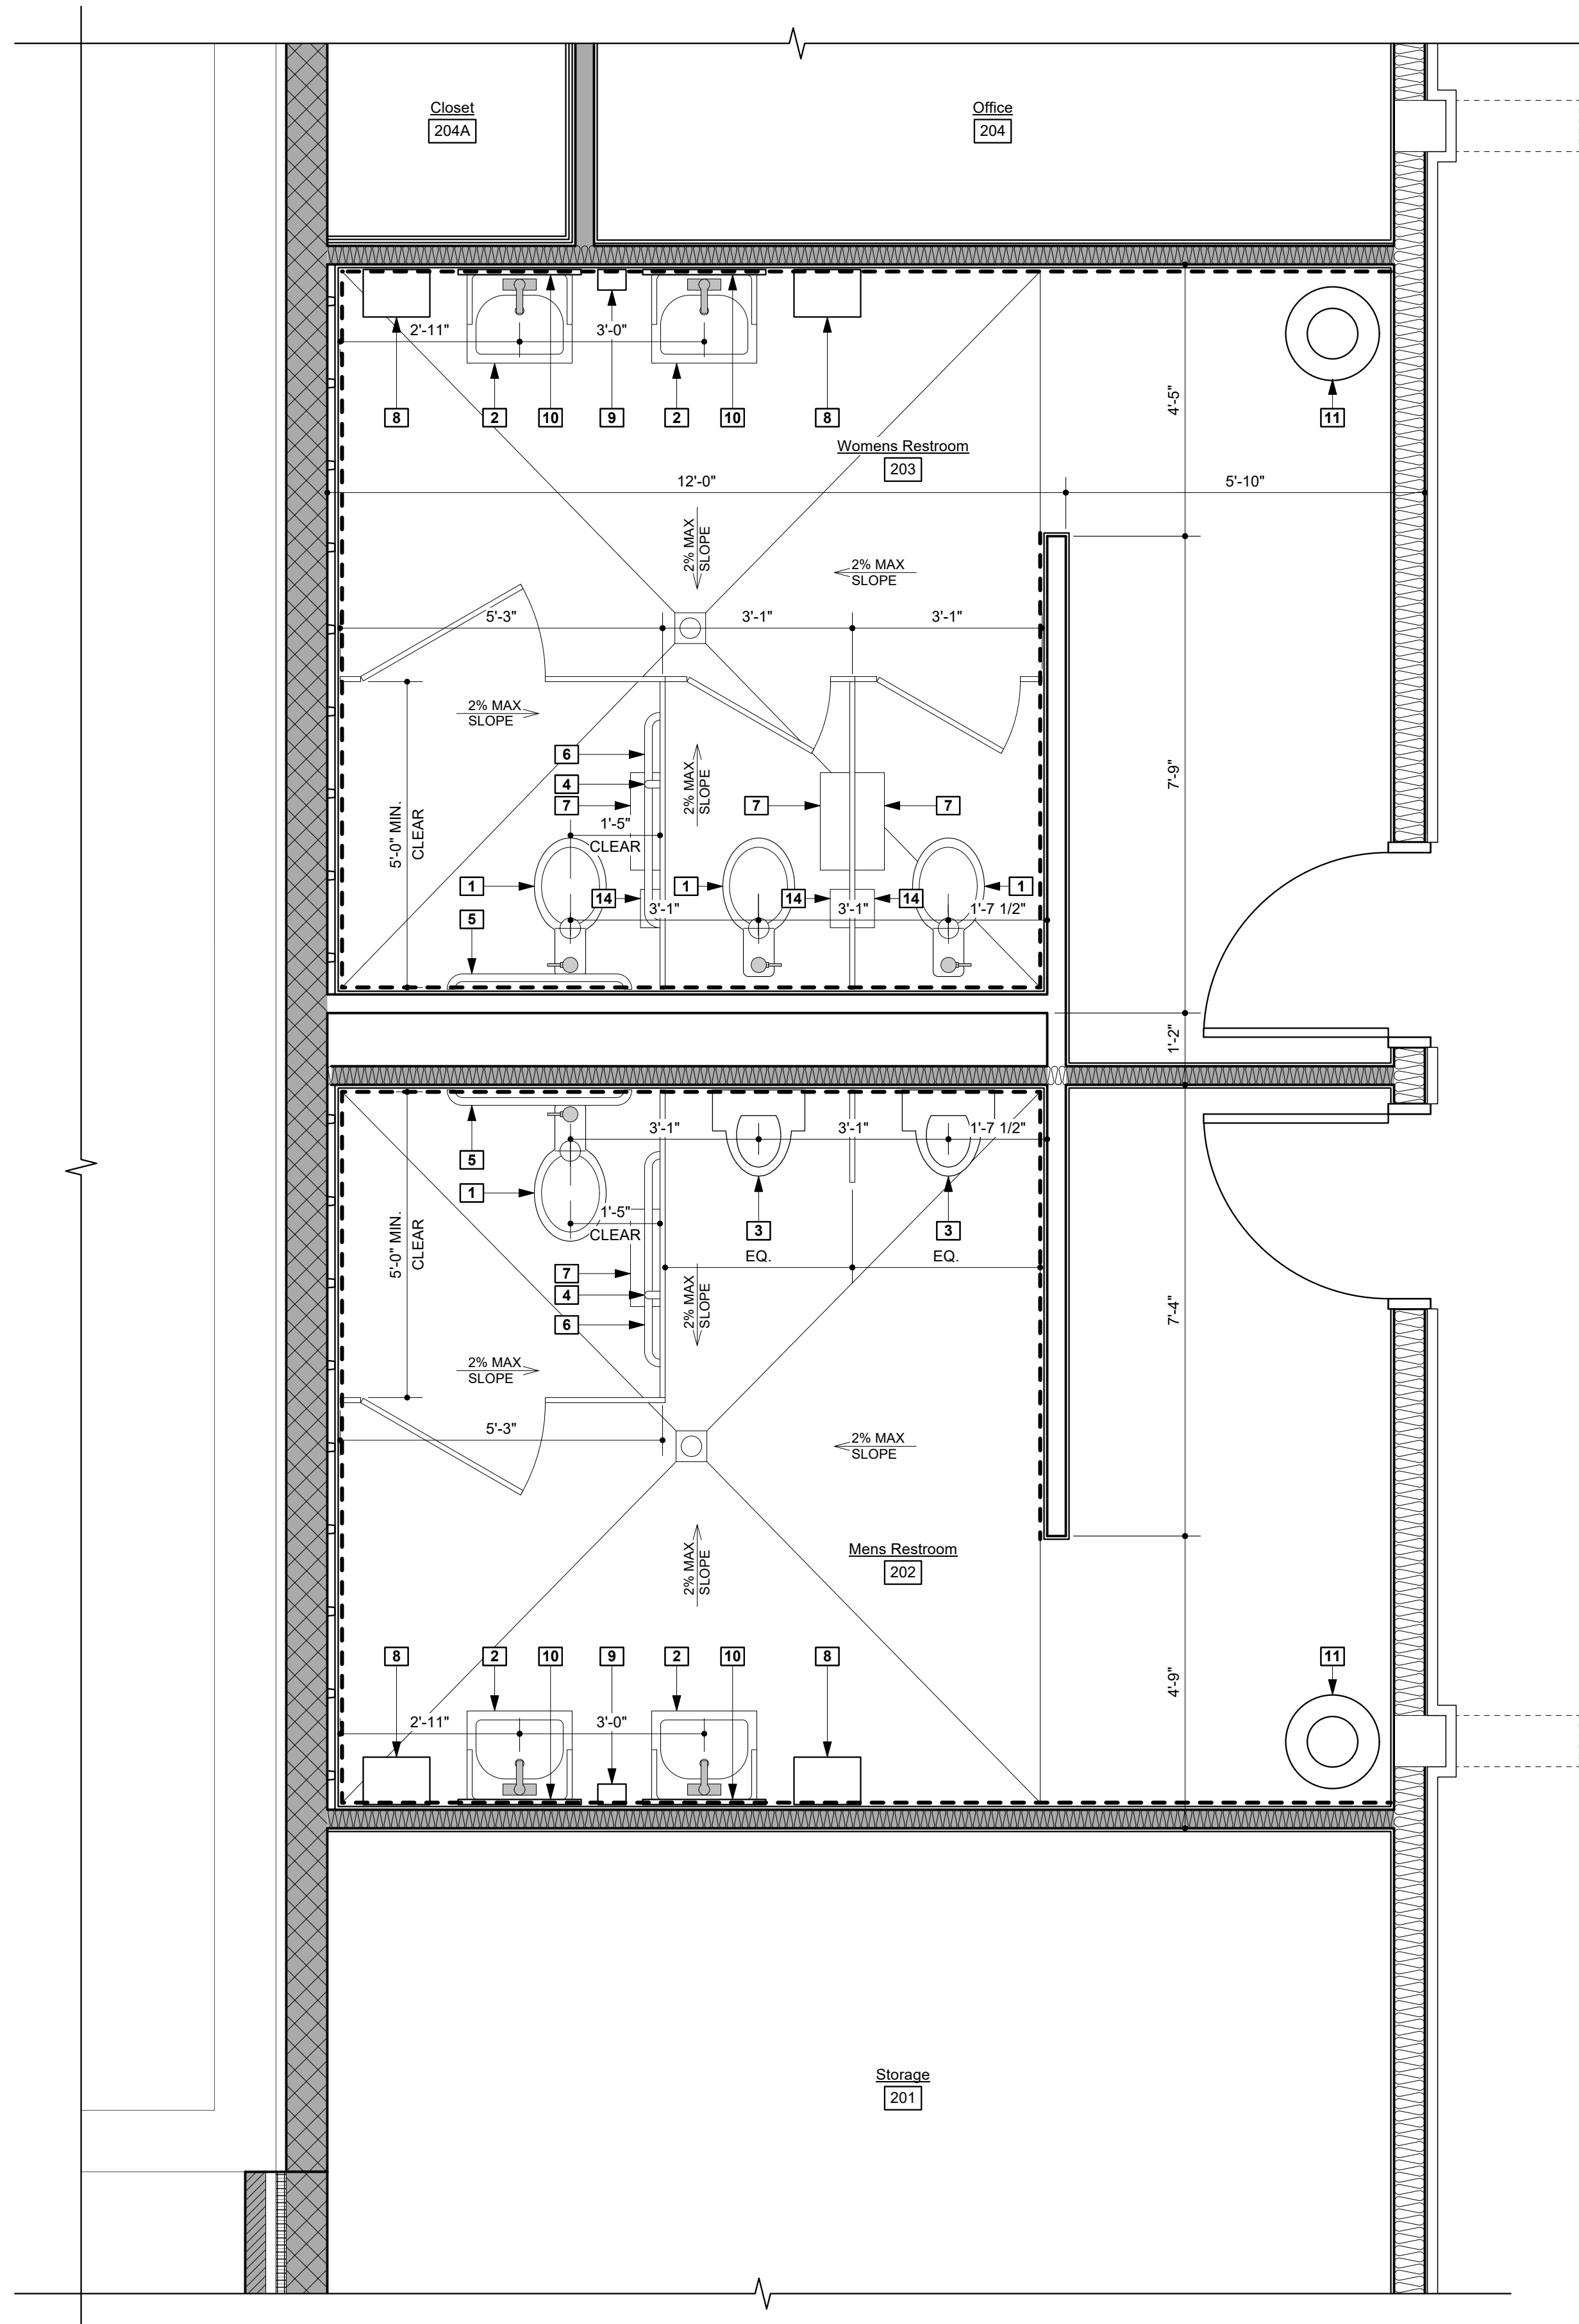 Closet
204A
Office
204
2'-11"
3'-0"
8
2
10
9
2
10
8
11
4'-5"
Womens Restroom
203
12'-0"
5'-10"
2% MAX
SLOPE
2% MAX
SLOPE
5'-3"
3'-1"
3'-1"
2% MAX
SLOPE
6
4
7
2% MAX
SLOPE
7
7
7'-9"
5'-0" MIN.
CLEAR
1'-5"
CLEAR
1
14
1
14
14
1
5
3'-1"
3'-1"
1'-7 1/2"
1'-2"
3'-1"
3'-1"
1'-7 1/2"
5
1
1'-5"
CLEAR
3
3
5'-0" MIN.
CLEAR
EQ.
EQ.
7
4
6
2% MAX
SLOPE
7'-4"
2% MAX
SLOPE
5'-3"
2% MAX
SLOPE
2% MAX
SLOPE
Mens Restroom
202
8
2
10
9
2
10
8
11
4'-9"
2'-11"
3'-0"
Storage
201